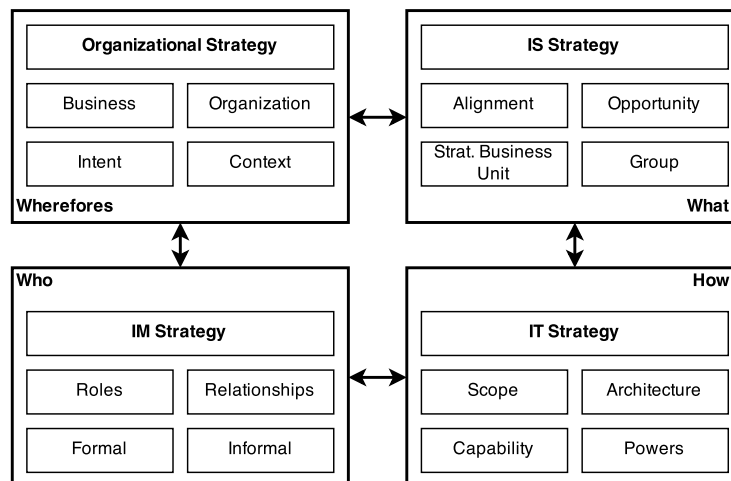 Organizational Strategy
Business
Organization
Intent
Context
Wherefores
IS Strategy
Alignment
Opportunity
Strat. Business
Unit
Group
What
Who
IM Strategy
Roles
Relationships
Formal
Informal
How
IT Strategy
Scope
Architecture
Capability
Powers